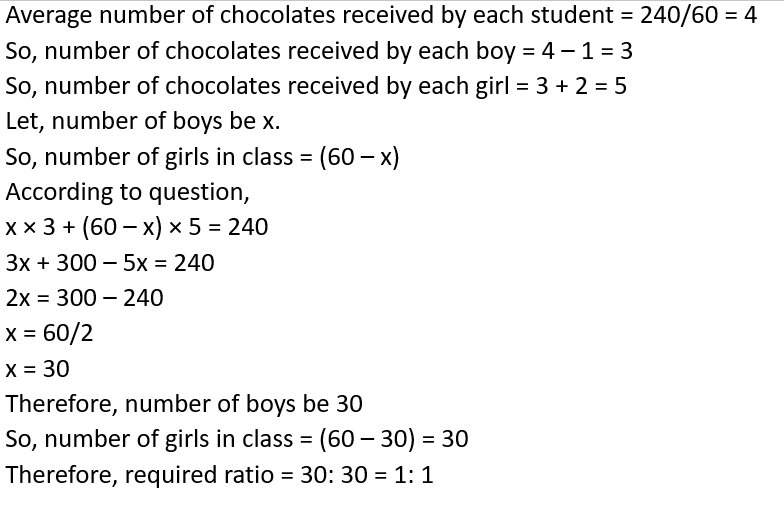 Average number of chocolates received by each student = 240/60 = 4
So, number of chocolates received by each boy = 4 – 1 = 3
So, number of chocolates received by each girl = 3 + 2 = 5
Let, number of boys be x.
So, number of girls in class = (60 – x)
According to question,
x × 3 + (60 – x) × 5 = 240
3x + 300 – 5x = 240
2x = 300 – 240
x = 60/2
x = 30
Therefore, number of boys be 30
So, number of girls in class = (60 – 30) = 30
Therefore, required ratio = 30: 30 = 1: 1